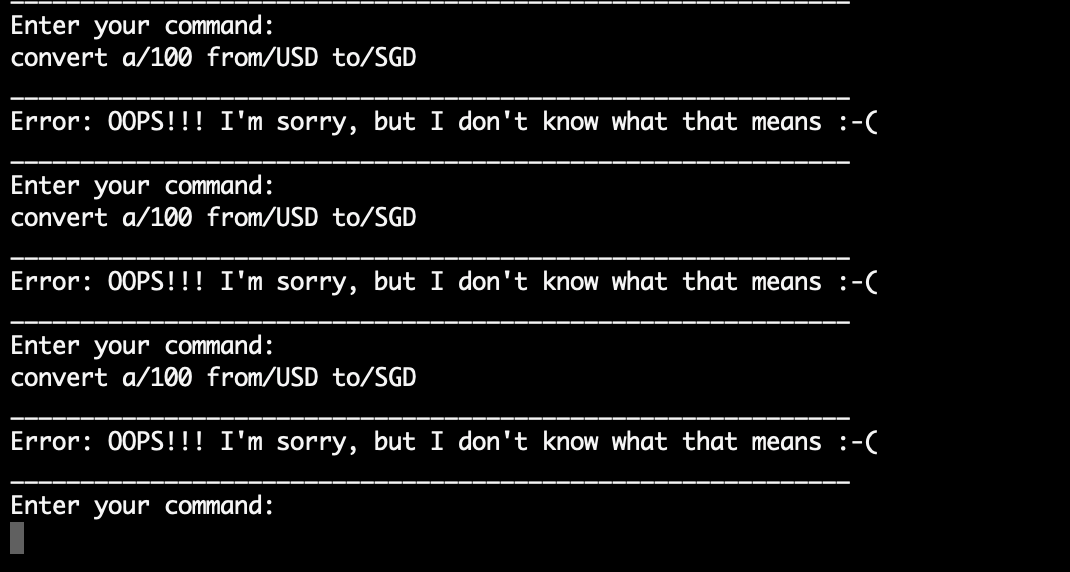 ____________________________________________________________
Enter your command:
convert a/100 from/USD to/SGD
____________________________________________________________
Error: OOPS!!! I'm sorry, but I don't know what that means :-(
____________________________________________________________
Enter your command:
convert a/100 from/USD to/SGD
____________________________________________________________
Error: OOPS!!! I'm sorry, but I don't know what that means :-(
____________________________________________________________
Enter your command:
convert a/100 from/USD to/SGD
____________________________________________________________
Error: OOPS!!! I'm sorry, but I don't know what that means :-(
____________________________________________________________
Enter your command: